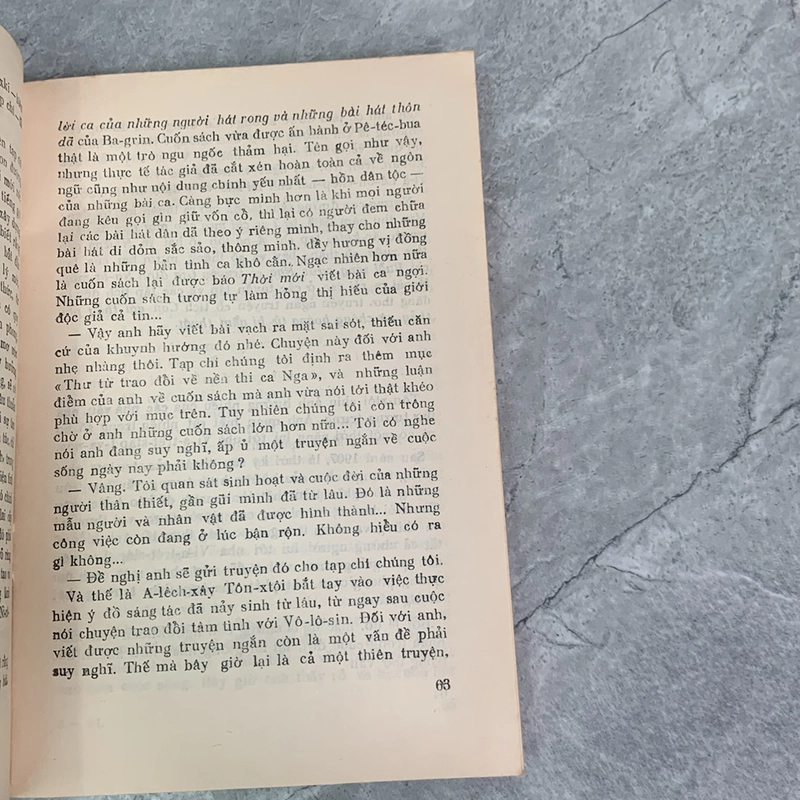 lời ca của những người hát rong và những bài hát thôn
dã của Ba-grin. Cuốn sách vừa được ấn hành ở Pê-téc-bua
thật là một trò ngu ngốc thảm hại. Tên gọi như vậy,
nhưng thực tế tác giả đã cắt xén hoàn toàn cả về ngôn
ngữ cũng như nội dung chính yếu nhất — hồn dân tộc —
của những bài ca. Càng bực mình hơn là khi mọi người
đang kêu gọi gìn giữ vốn cổ, thì lại có người đem chữa
lại các bài hát dân dã theo ý riêng mình, thay cho những
bài hát dí dỏm sắc sảo, thông minh. đầy hương vị đồng
quê là những bản tình ca khô cằn. Ngạc nhiên hơn nữa
là cuốn sách lại được báo Thời mới viết bài ca ngợi.
Những cuốn sách tương tự làm hỏng thị hiếu của giới
độc giả cả tin...
— Vậy anh hãy viết bài vạch ra mặt sai sót, thiếu căn
cứ của khuynh hướng đó nhé. Chuyện này đối với anh
nhẹ nhàng thôi. Tạp chí chúng tôi định ra thêm mục
«Thư từ trao đổi về nền thi ca Nga», và những luận
điểm của anh về cuốn sách mà anh vừa nói tới thật khéo
phù hợp với mục trên. Tuy nhiên chúng tôi còn trông
chờ ở anh những cuốn sách lớn hơn nữa... Tôi có nghe
nói anh đang suy nghĩ, ấp ủ một truyện ngắn về cuộc
sống ngày nay phải không?
— Vâng. Tôi quan sát sinh hoạt và cuộc đời của những
người thân thiết, gần gũi mình đã từ lâu. Đó là những
mẫu người và nhân vật đã được hình thành... Nhưng
công việc còn đang ở lúc bận rộn. Không hiểu có ra
gì không...
— Đề nghị anh sẽ gửi truyện đó cho tạp chí chúng tôi.
Và thế là A-lếch-xây Tôn-xtôi bắt tay vào việc thực
hiện ý đồ sáng tác đã nảy sinh từ lâu, từ ngay sau cuộc
nói chuyện trao đổi tâm tình với Vô-lô-sin. Đối với anh,
viết được những truyện ngắn còn là một vấn đề phải
suy nghĩ. Thế mà bây giờ lại là cả một thiên truyện,
63